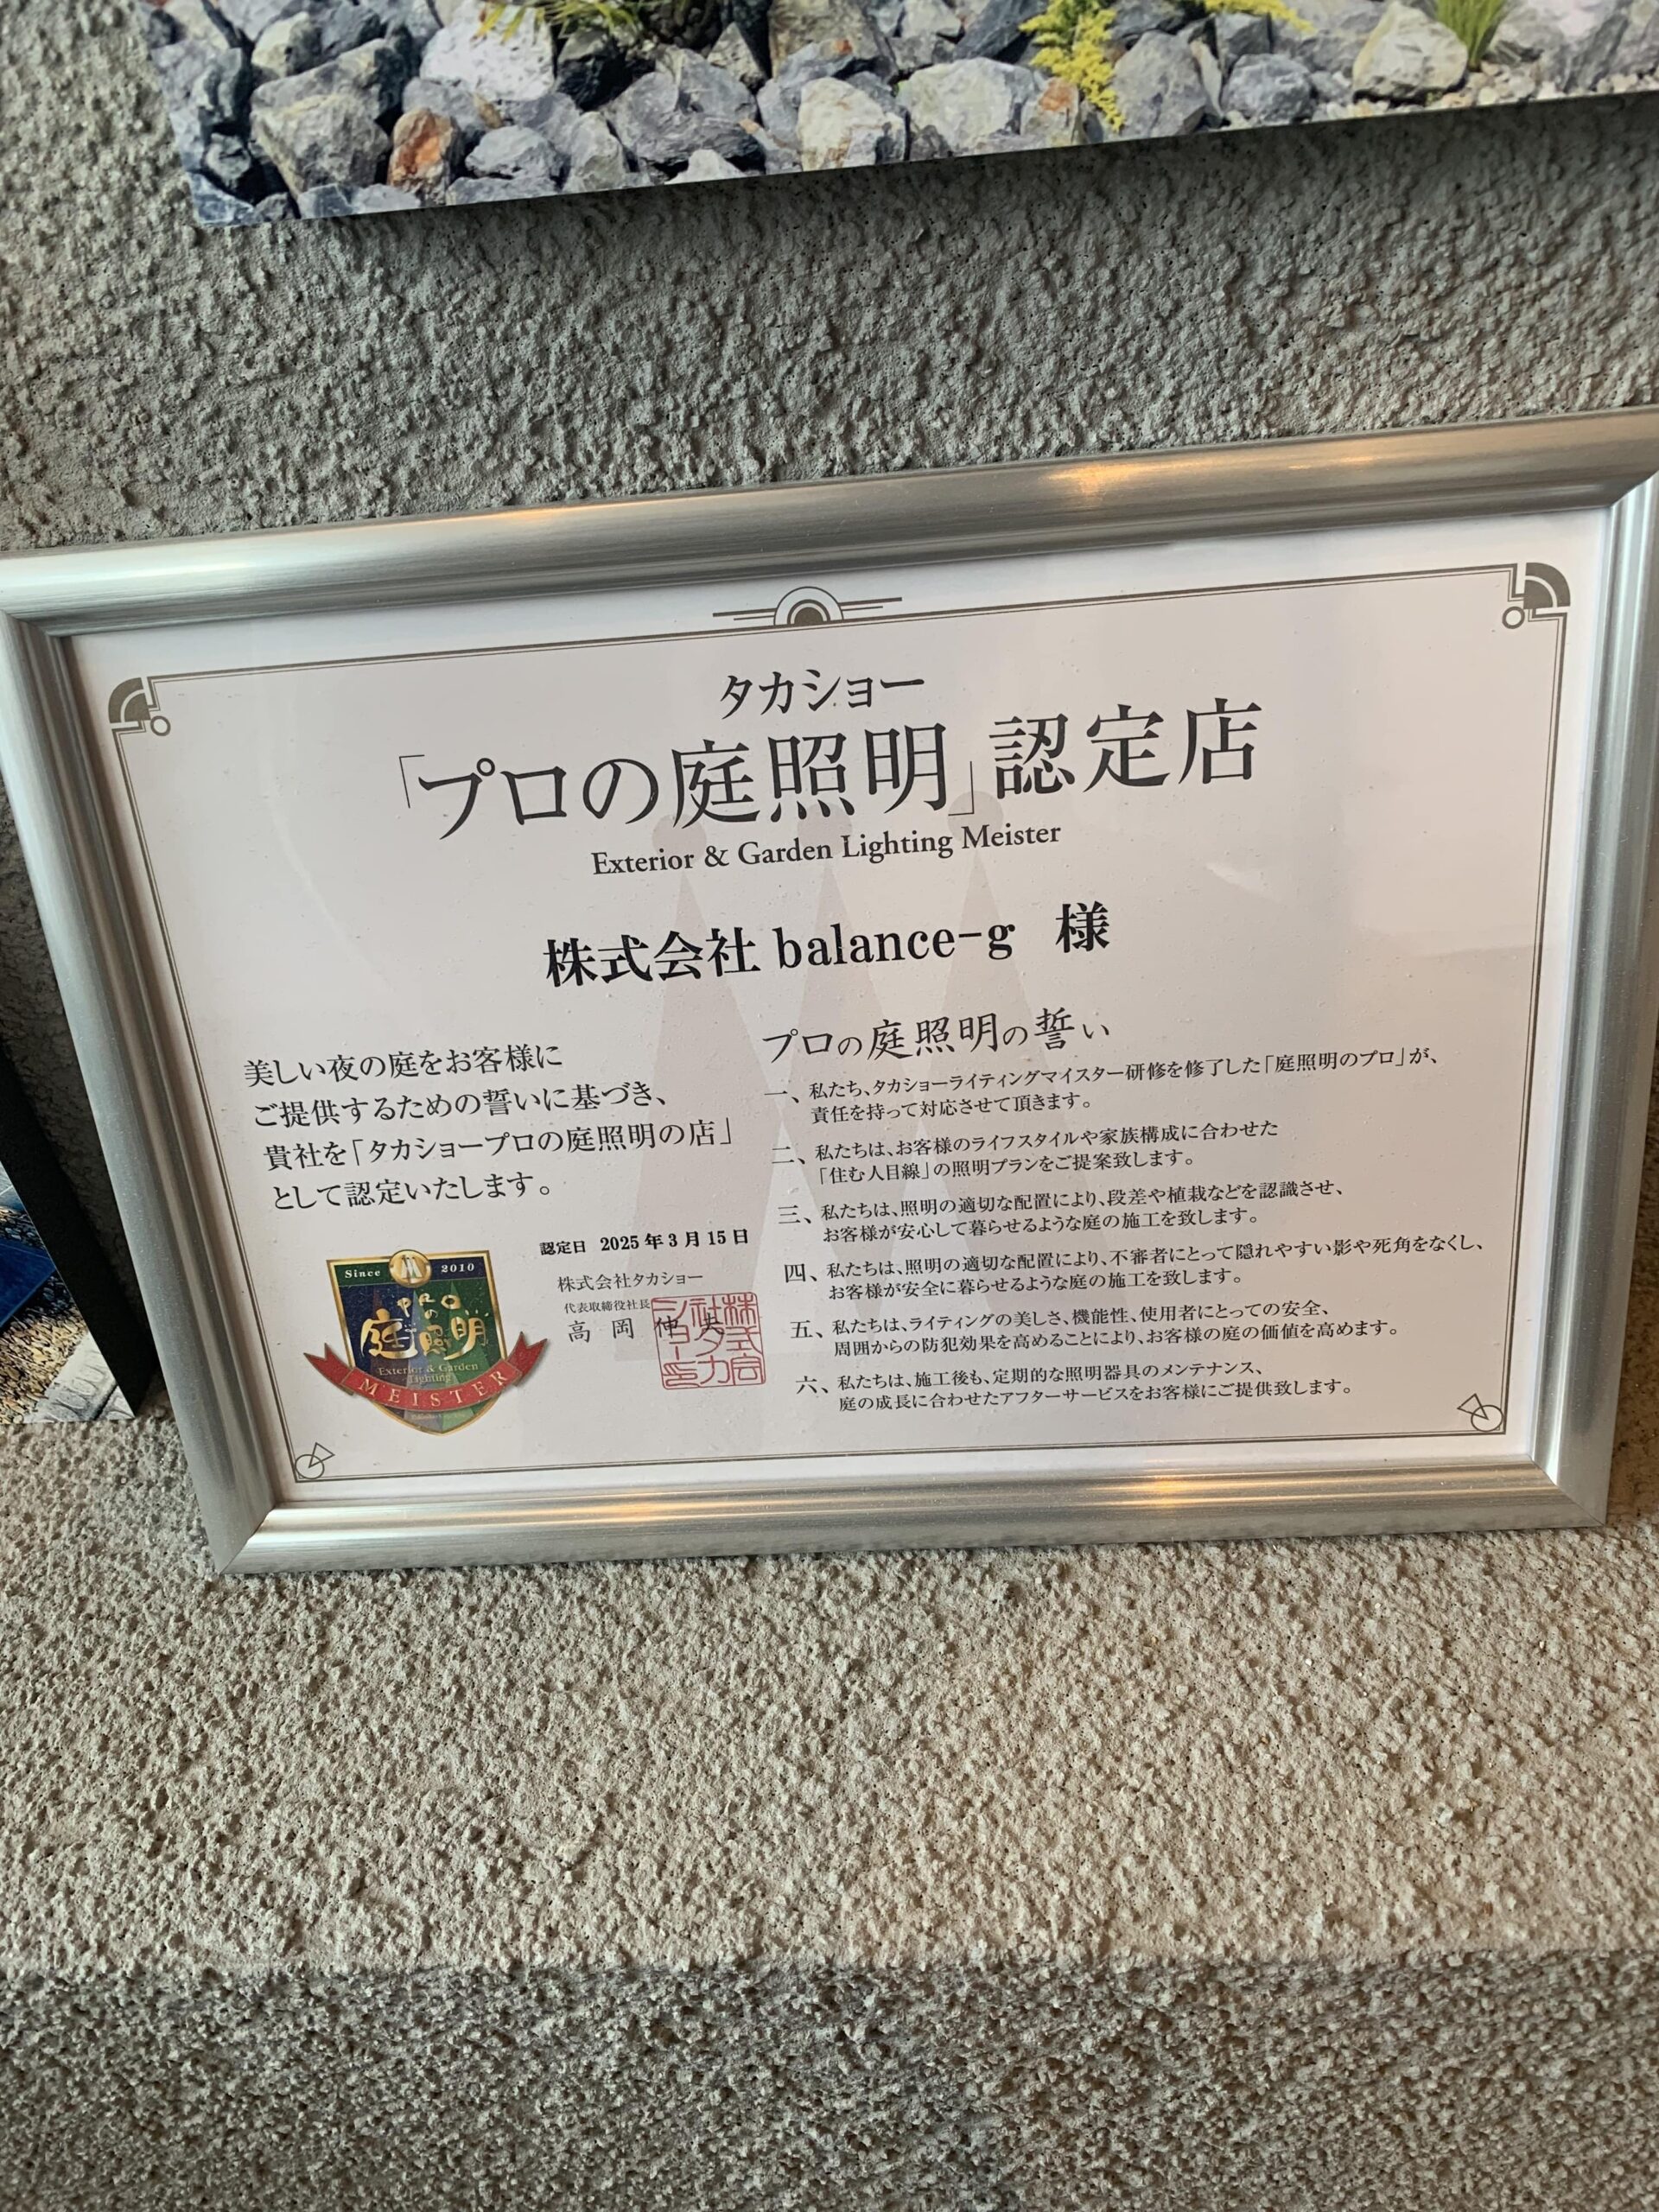 タカショー
「プロの庭照明」認定店
Exterior & Garden Lighting Meister
株式会社 balance-g 様
美しい夜の庭をお客様に
ご提供するための誓いに基づき、
貴社を「タカショープロの庭照明の店」
として認定いたします。
認定日 2025年3月15日
株式会社タカショー
代表取締役社長
高岡伸夫
株式会社タカショー
Since 2010
PRO
の
庭照明
Exterior & Garden
Lighting
MEISTER
プロの庭照明の誓い
一、私たち、タカショーライティングマイスター研修を修了した「庭照明のプロ」が、
責任を持って対応させて頂きます。
二、私たちは、お客様のライフスタイルや家族構成に合わせた
「住む人目線」の照明プランをご提案致します。
三、私たちは、照明の適切な配置により、段差や植栽などを認識させ、
お客様が安心して暮らせるような庭の施工を致します。
四、私たちは、照明の適切な配置により、不審者にとって隠れやすい影や死角をなくし、
お客様が安全に暮らせるような庭の施工を致します。
五、私たちは、ライティングの美しさ、機能性、使用者にとっての安全、
周囲からの防犯効果を高めることにより、お客様の庭の価値を高めます。
六、私たちは、施工後も、定期的な照明器具のメンテナンス、
庭の成長に合わせたアフターサービスをお客様にご提供致します。